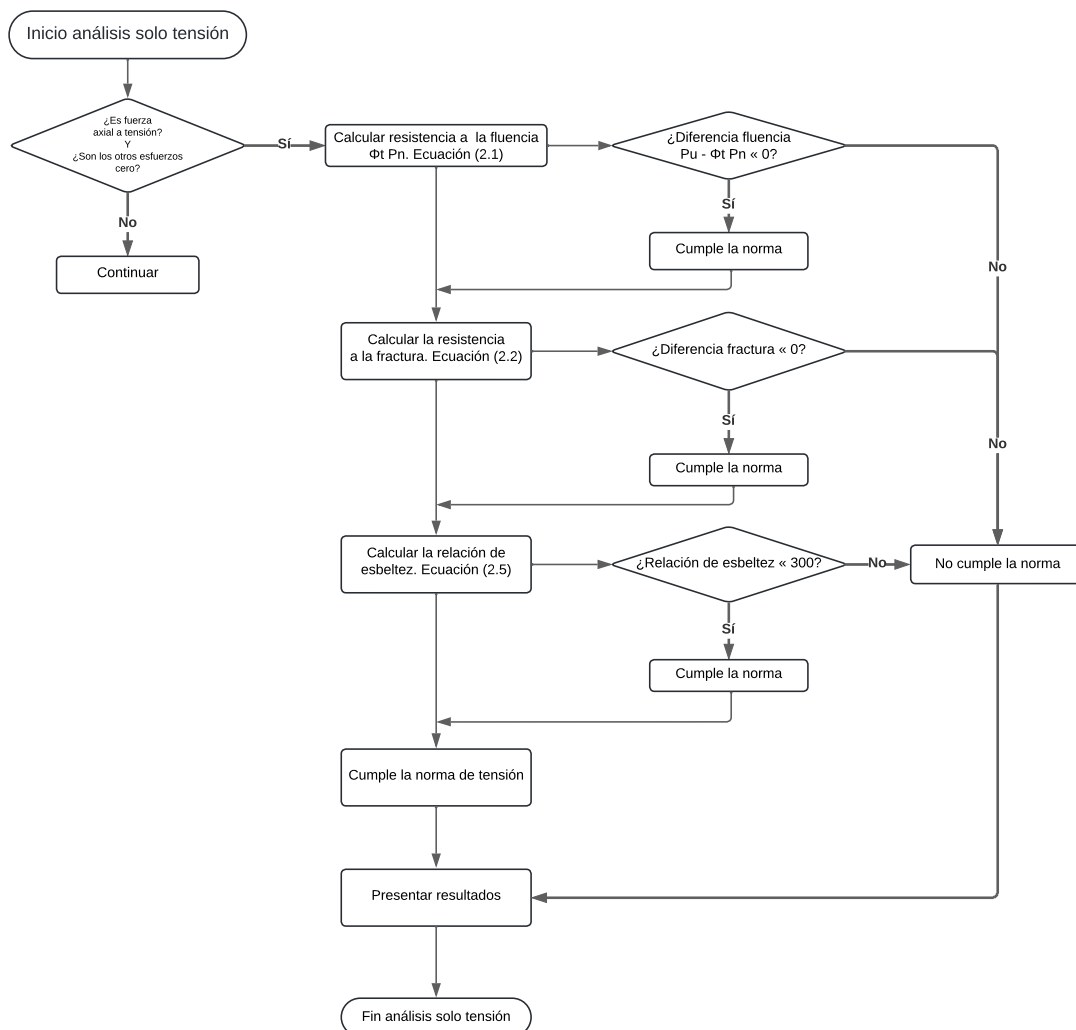 Inicio análisis solo tensión
¿Es fuerza
axial a tensión?
Y
¿Son los otros esfuerzos
cero?
Sí
Calcular resistencia a  la fluencia
Φt Pn. Ecuación (2.1)
¿Diferencia fluencia
Pu - Φt Pn « 0?
Sí
No
Cumple la norma
Continuar
No
Calcular la resistencia
a la fractura. Ecuación (2.2)
¿Diferencia fractura « 0?
Sí
No
Cumple la norma
Calcular la relación de
esbeltez. Ecuación (2.5)
¿Relación de esbeltez « 300?
No
No cumple la norma
Sí
Cumple la norma
Cumple la norma de tensión
Presentar resultados
Fin análisis solo tensión